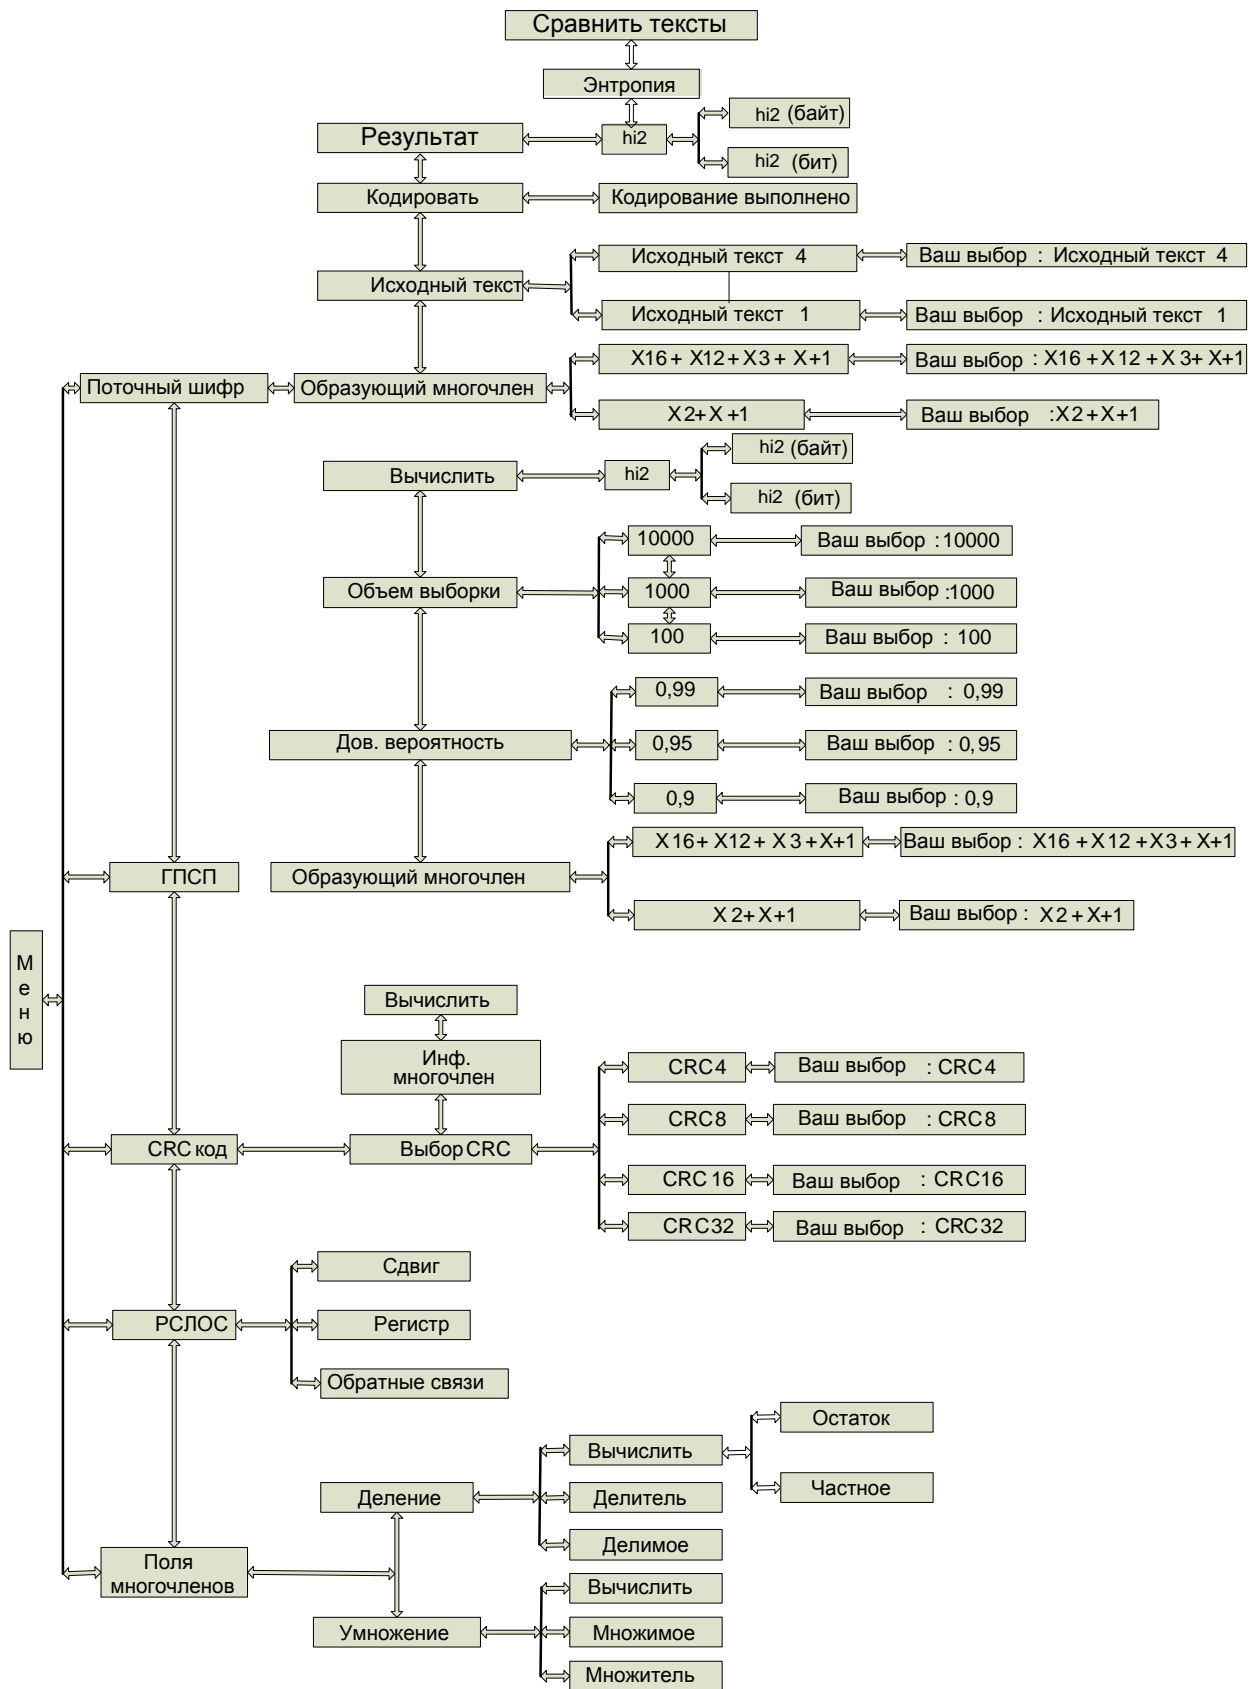 Сравнить тексты
Энтропия
hi2 (байт)
Результат
hi2
hi2 (бит)
Кодировать
Кодирование выполнено
Исходный текст 4
Ваш выбор : Исходный текст 4
Исходный текст
Исходный текст 1
Ваш выбор : Исходный текст 1
X16+ X12+X3+ X+1
Ваш выбор : X16+X12+X3+X+1
Поточный шифр
Образующий многочлен
X2+X+1
Ваш выбор :X2+X+1
hi2 (байт)
Вычислить
hi2
hi2 (бит)
10000
Ваш выбор :10000
Объем выборки
1000
Ваш выбор :1000
100
Ваш выбор : 100
0,99
Ваш выбор : 0,99
Дов. вероятность
0,95
Ваш выбор : 0,95
0,9
Ваш выбор : 0,9
X16+ X12+ X3+X+1
Ваш выбор : X16+X12+X3+X+1
ГПСП
Образующий многочлен
X2+X+1
Ваш выбор : X2+X+1
М
е
н
ю
Вычислить
Инф.
многочлен
CRC4
Ваш выбор : CRC4
CRC8
Ваш выбор : CRC8
CRC код
Выбор CRC
CRC16
Ваш выбор : CRC16
CRC32
Ваш выбор : CRC32
Сдвиг
РСЛОС
Регистр
Обратные связи
Остаток
Вычислить
Частное
Деление
Делитель
Делимое
Поля
многочленов
Вычислить
Умножение
Множимое
Множитель